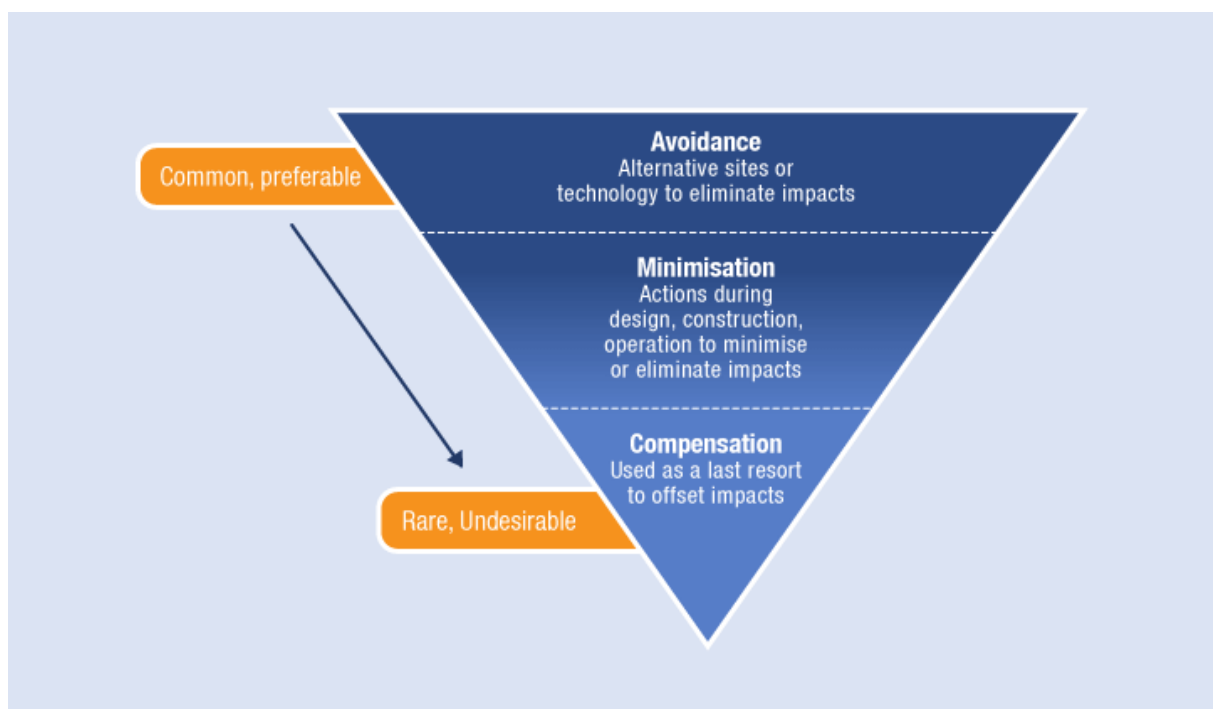 Common, preferable
Avoidance
Alternative sites or
technology to eliminate impacts
Minimisation
Actions during
design, construction,
operation to minimise
or eliminate impacts
Compensation
Used as a last resort
to offset impacts
Rare, Undesirable